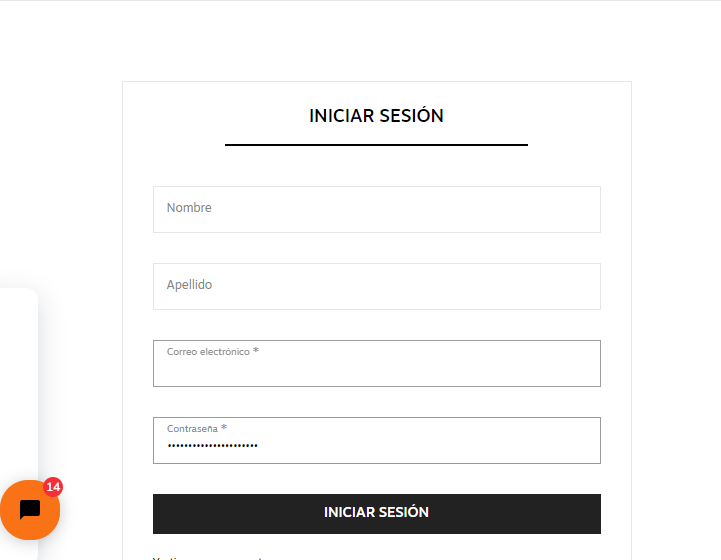 INICIAR SESIÓN
Nombre
Apellido
Correo electrónico *
Contraseña *
••••••••••••••••••••••
INICIAR SESIÓN
14